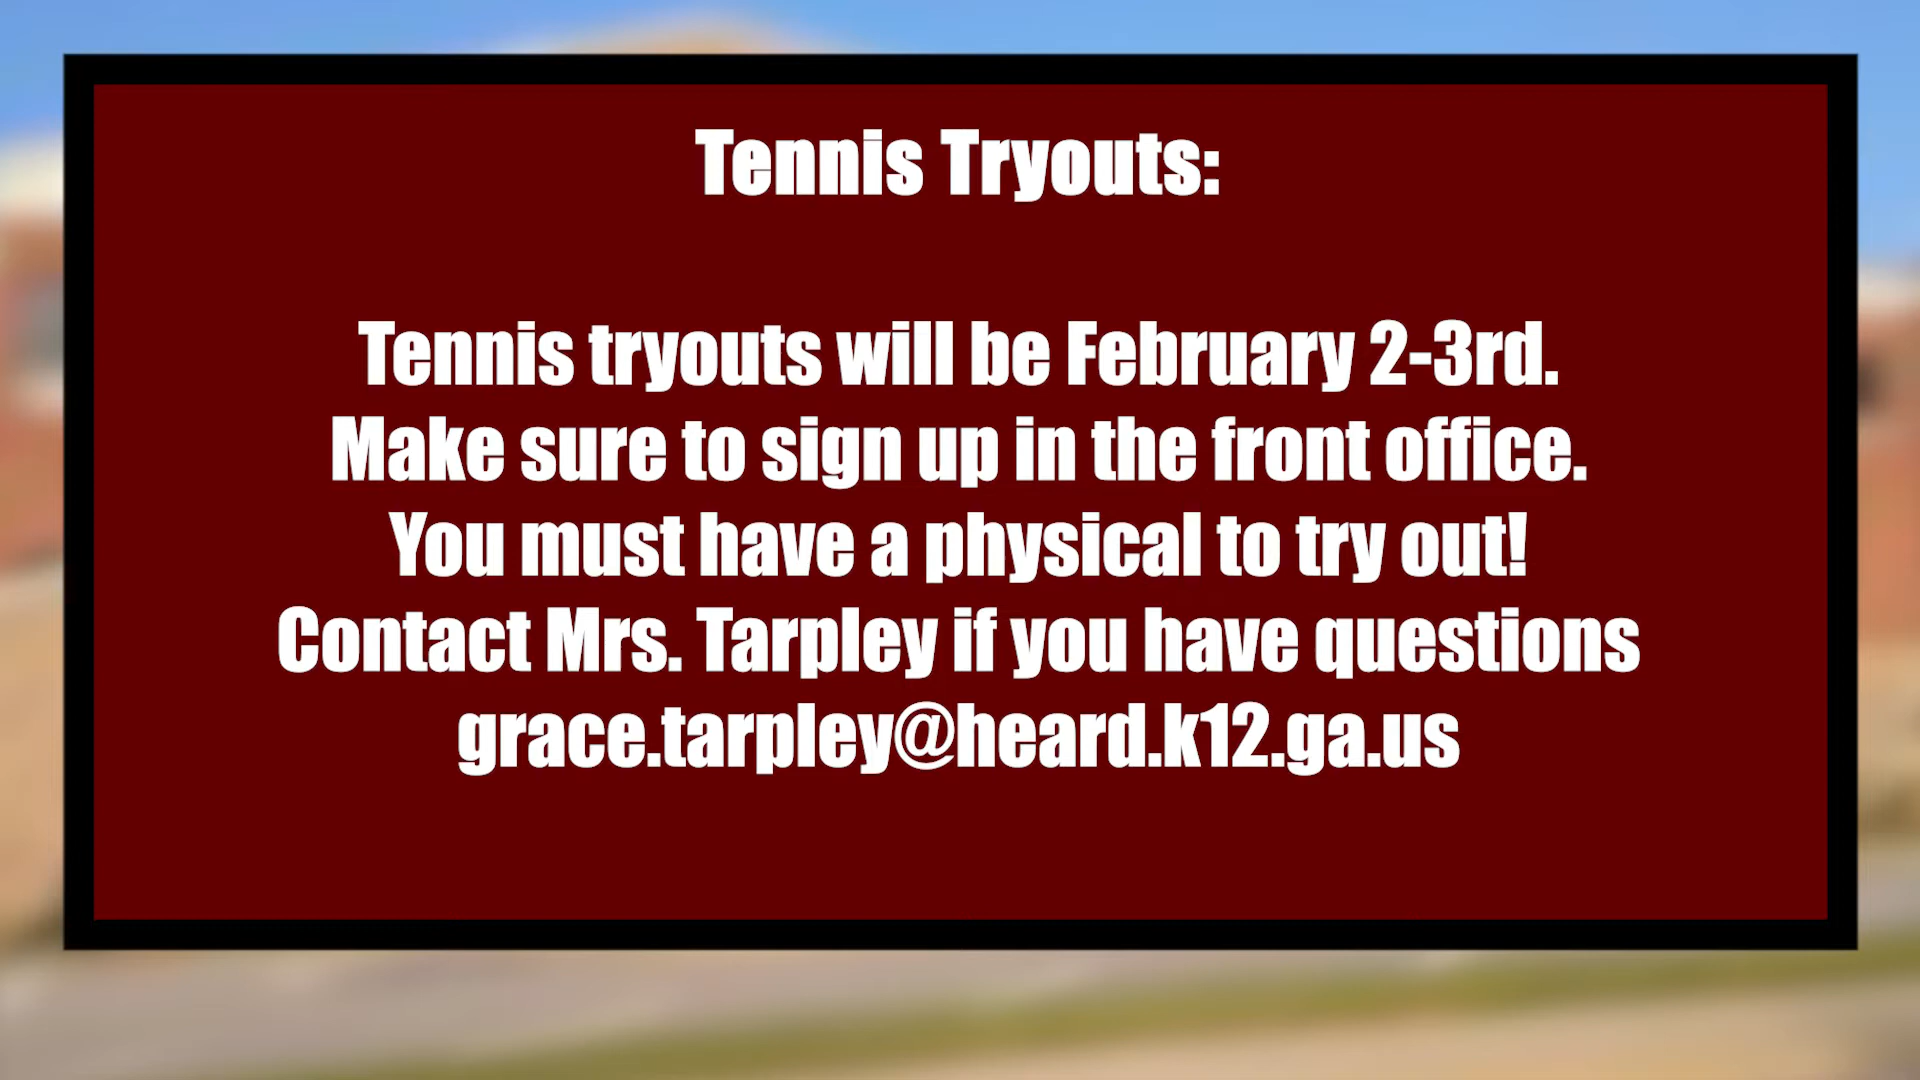 Tennis Tryouts:
Tennis tryouts will be February 2-3rd.
Make sure to sign up in the front office.
You must have a physical to try out!
Contact Mrs. Tarpley if you have questions
grace.tarpley@heard.k12.ga.us